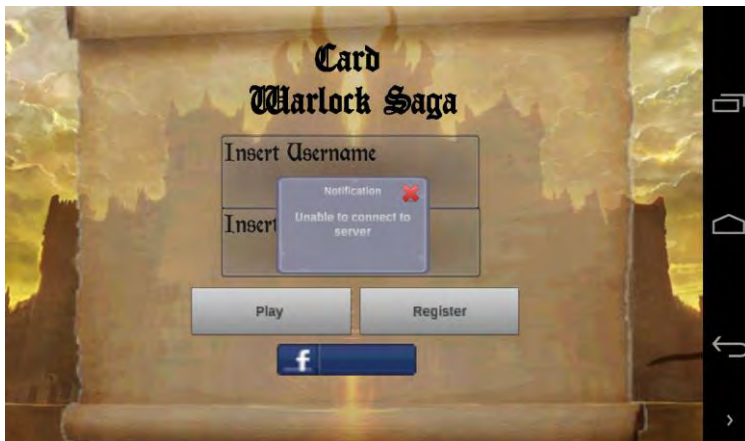 Card
Warlock Saga
Insert Username
Notification
Unable to connect to
server
Insert
Play
Register
f